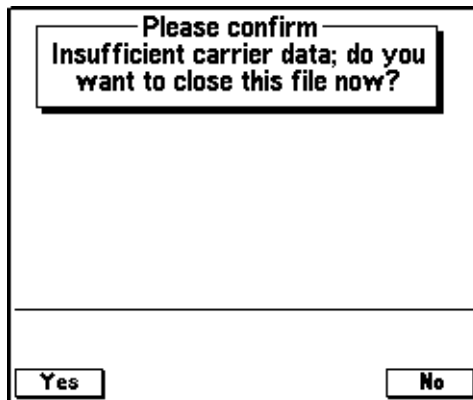 Please confirm
Insufficient carrier data; do you
want to close this file now?
Yes
No